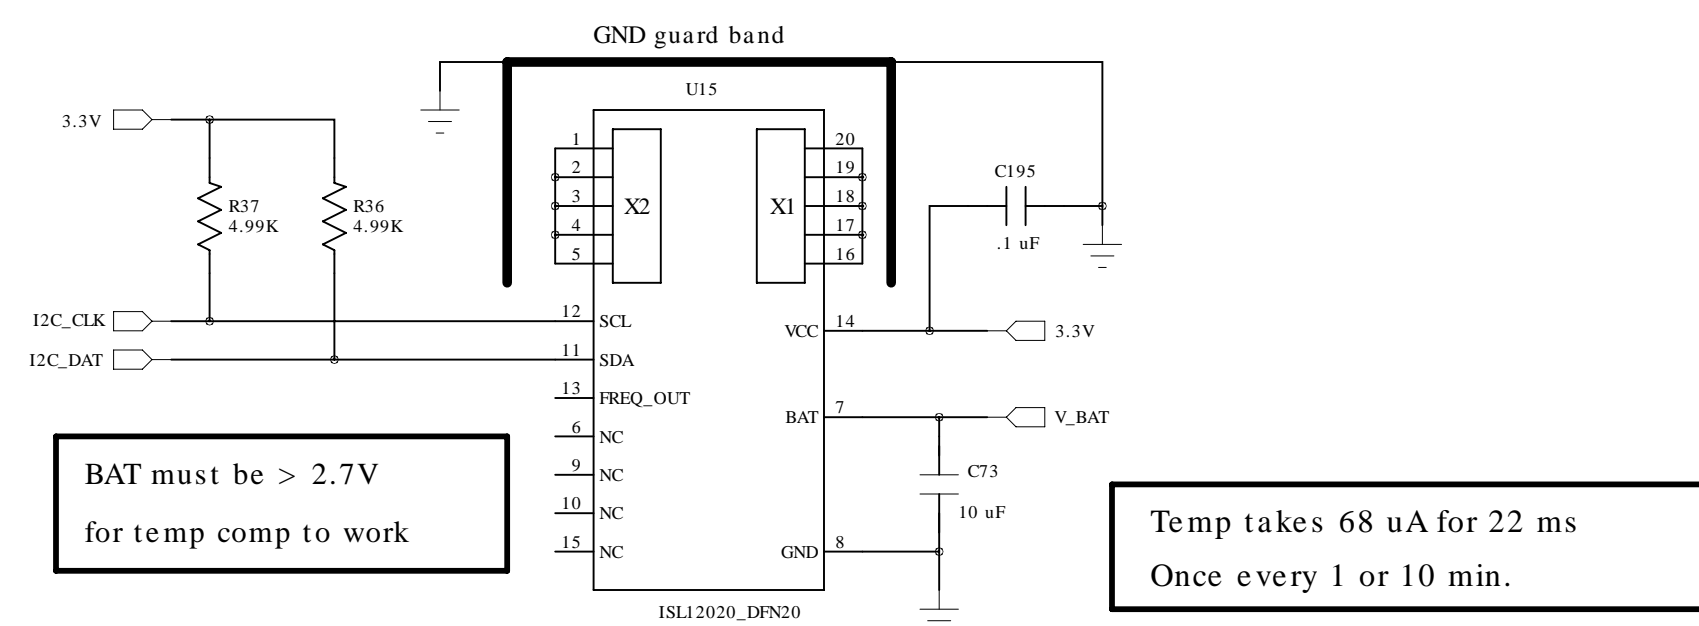 GND guard band
U15
3.3V
1
2
3
4
5
X2
X1
20
19
18
17
16
C195
.1 uF
R37
4.99K
R36
4.99K
I2C_CLK
12
SCL
VCC
14
3.3V
I2C_DAT
11
SDA
13
FREQ_OUT
BAT
7
V_BAT
6
NC
9
NC
10
NC
15
NC
C73
10 uF
GND
8
BAT must be > 2.7V
for temp comp to work
Temp takes 68 uA for 22 ms
Once every 1 or 10 min.
ISL12020_DFN20